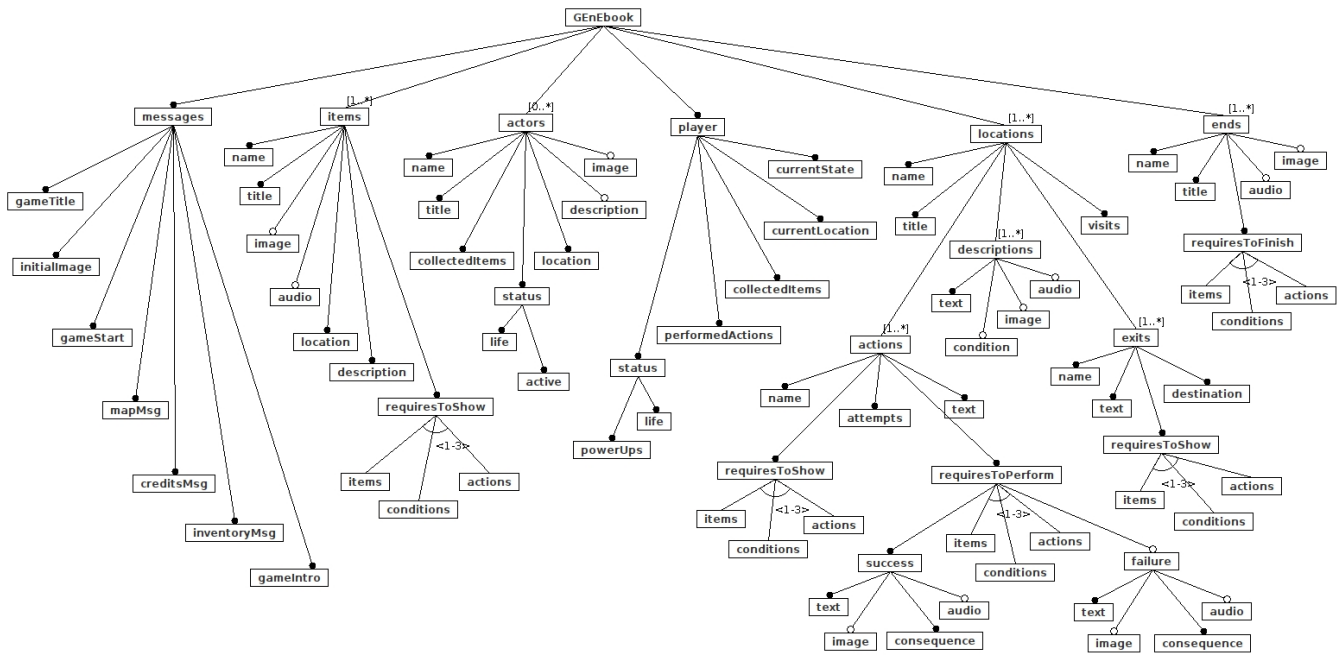 GEnEbook
messages
gameTitle
initialImage
gameStart
mapMsg
creditsMsg
inventoryMsg
gameIntro
[1..*]
items
name
title
image
audio
location
description
requiresToShow
<1-3>
items
conditions
actions
[0..*]
actors
name
title
collectedItems
status
life
active
location
description
image
player
status
powerUps
life
performedActions
collectedItems
currentLocation
currentState
[1..*]
locations
name
title
[1..*]
actions
name
requiresToShow
<1-3>
items
conditions
actions
attempts
requiresToPerform
<1-3>
success
text
image
consequence
audio
items
conditions
actions
failure
text
image
consequence
audio
text
[1..*]
descriptions
text
condition
image
audio
[1..*]
exits
name
text
requiresToShow
<1-3>
items
conditions
actions
destination
visits
[1..*]
ends
name
title
requiresToFinish
<1-3>
items
conditions
actions
audio
image